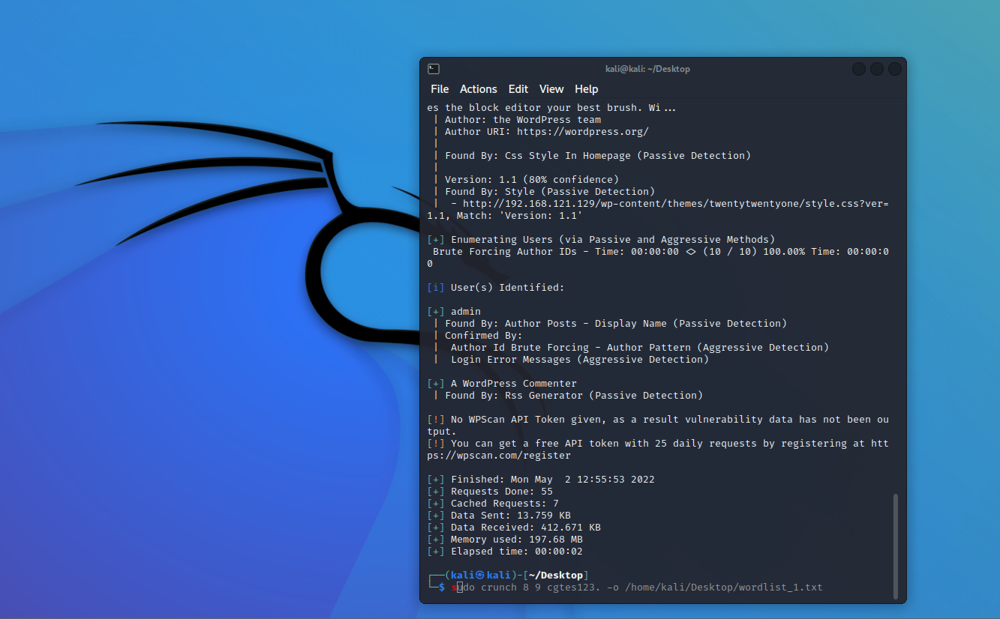 kali@kali: ~/Desktop
File Actions Edit View Help
es the block editor your best brush. Wi...
| Author: the WordPress team
| Author URI: https://wordpress.org/
|
| Found By: Css Style In Homepage (Passive Detection)
|
| Version: 1.1 (80% confidence)
| Found By: Style (Passive Detection)
|  - http://192.168.121.129/wp-content/themes/twentytwentyone/style.css?ver=
1.1, Match: 'Version: 1.1'
[+] Enumerating Users (via Passive and Aggressive Methods)
Brute Forcing Author IDs - Time: 00:00:00 <> (10 / 10) 100.00% Time: 00:00:0
0
[i] User(s) Identified:
[+] admin
| Found By: Author Posts - Display Name (Passive Detection)
| Confirmed By:
|  Author Id Brute Forcing - Author Pattern (Aggressive Detection)
|  Login Error Messages (Aggressive Detection)
[+] A WordPress Commenter
| Found By: Rss Generator (Passive Detection)
[!] No WPScan API Token given, as a result vulnerability data has not been ou
tput.
[!] You can get a free API token with 25 daily requests by registering at htt
ps://wpscan.com/register
[+] Finished: Mon May  2 12:55:53 2022
[+] Requests Done: 55
[+] Cached Requests: 7
[+] Data Sent: 13.759 KB
[+] Data Received: 412.671 KB
[+] Memory used: 197.68 MB
[+] Elapsed time: 00:00:02
┌──(kali㉿kali)-[~/Desktop]
└─$ sudo crunch 8 9 cgtes123. -o /home/kali/Desktop/wordlist_1.txt